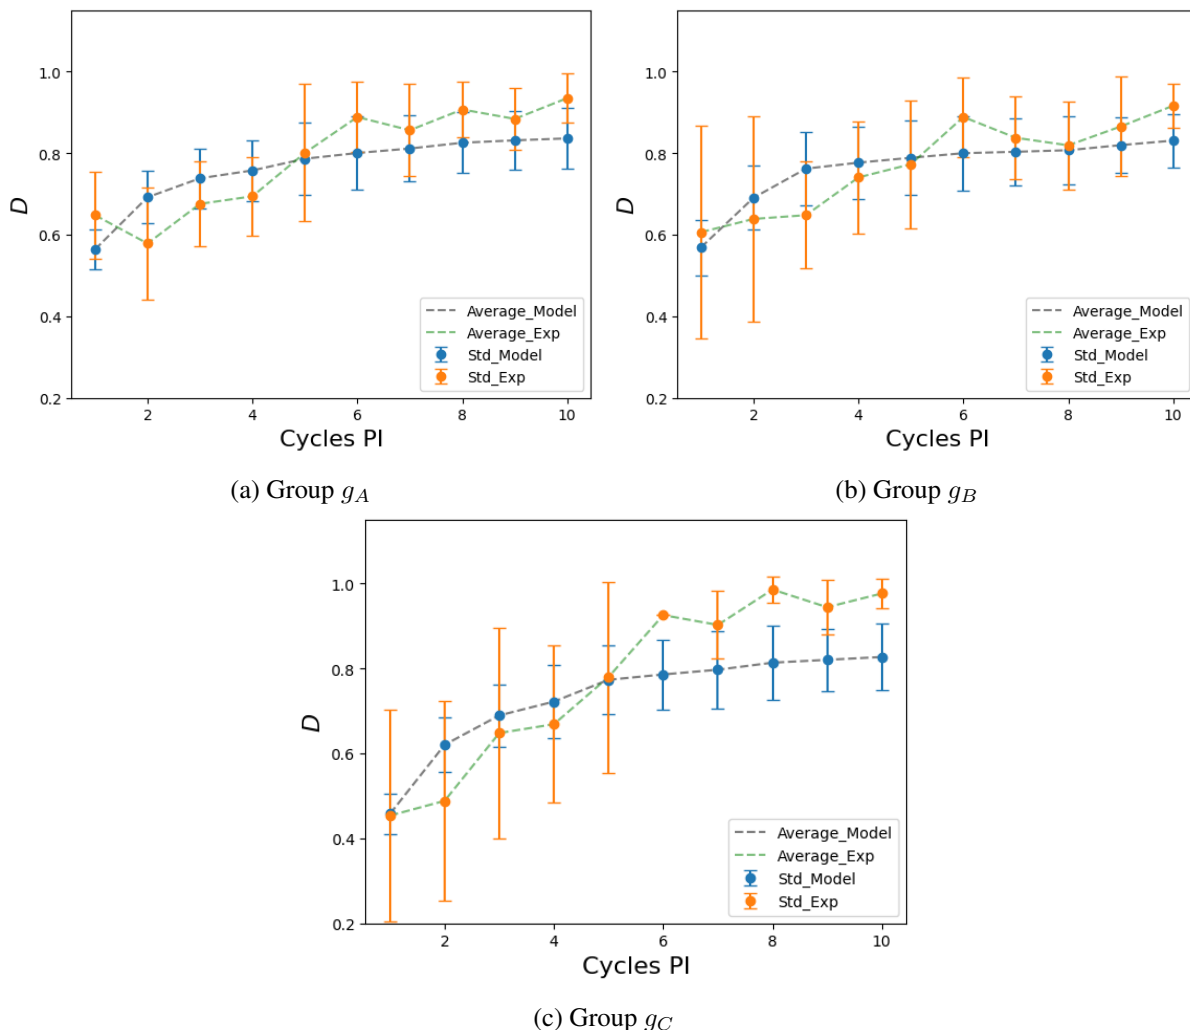 D
1.0
0.8
0.6
0.4
0.2
2 4 6 8 10
Cycles PI
Average_Model
Average_Exp
Std_Model
Std_Exp
(a) Group g_A
D
1.0
0.8
0.6
0.4
0.2
2 4 6 8 10
Cycles PI
Average_Model
Average_Exp
Std_Model
Std_Exp
(b) Group g_B
D
1.0
0.8
0.6
0.4
0.2
2 4 6 8 10
Cycles PI
Average_Model
Average_Exp
Std_Model
Std_Exp
(c) Group g_C